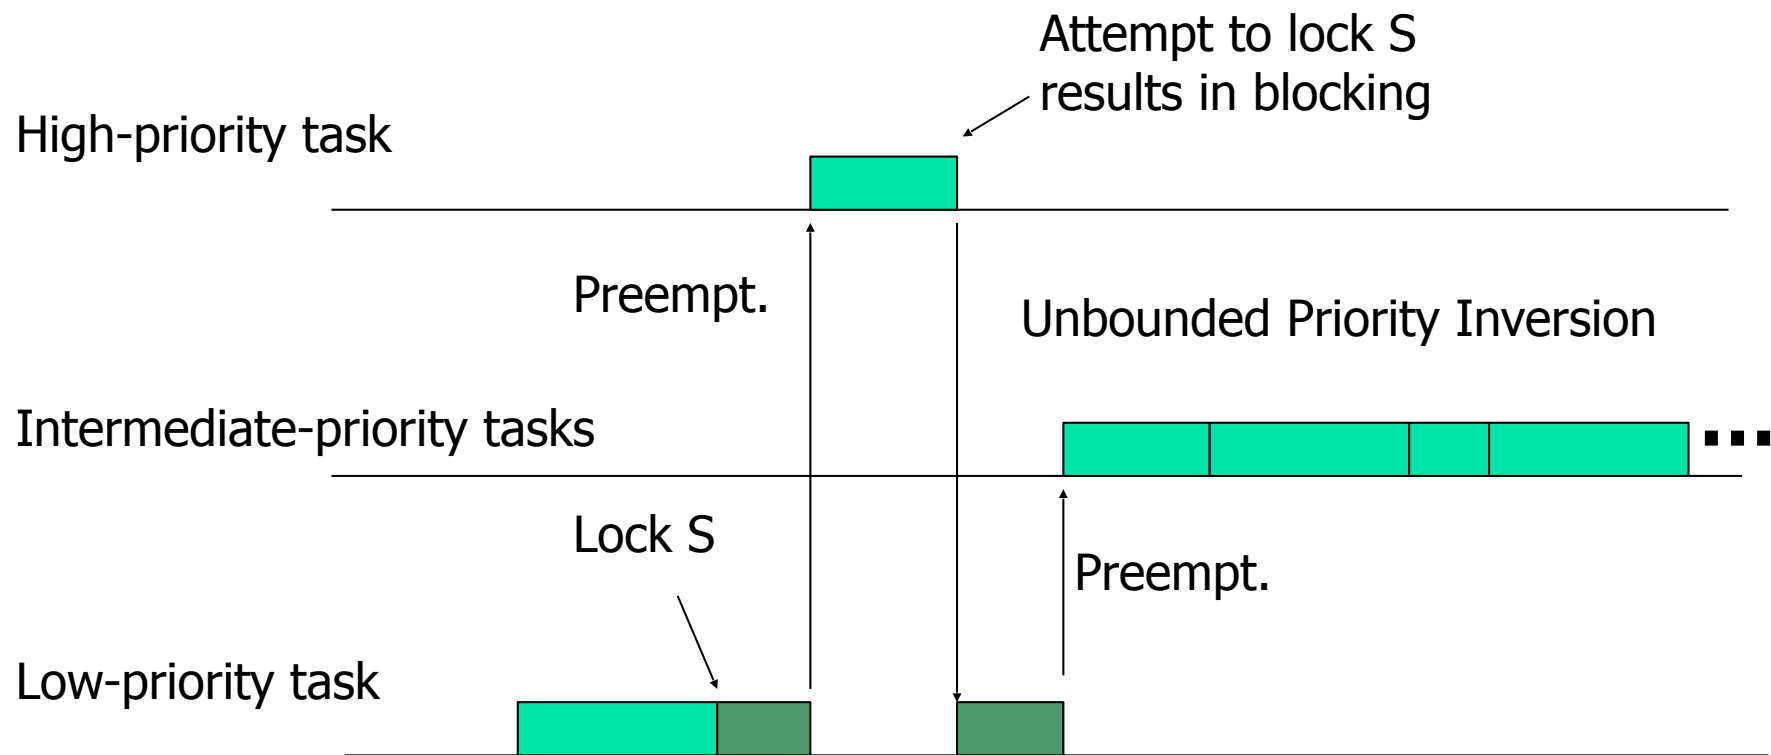 Attempt to lock S
results in blocking
High-priority task
Preempt.
Unbounded Priority Inversion
Intermediate-priority tasks
Lock S
Preempt.
Low-priority task